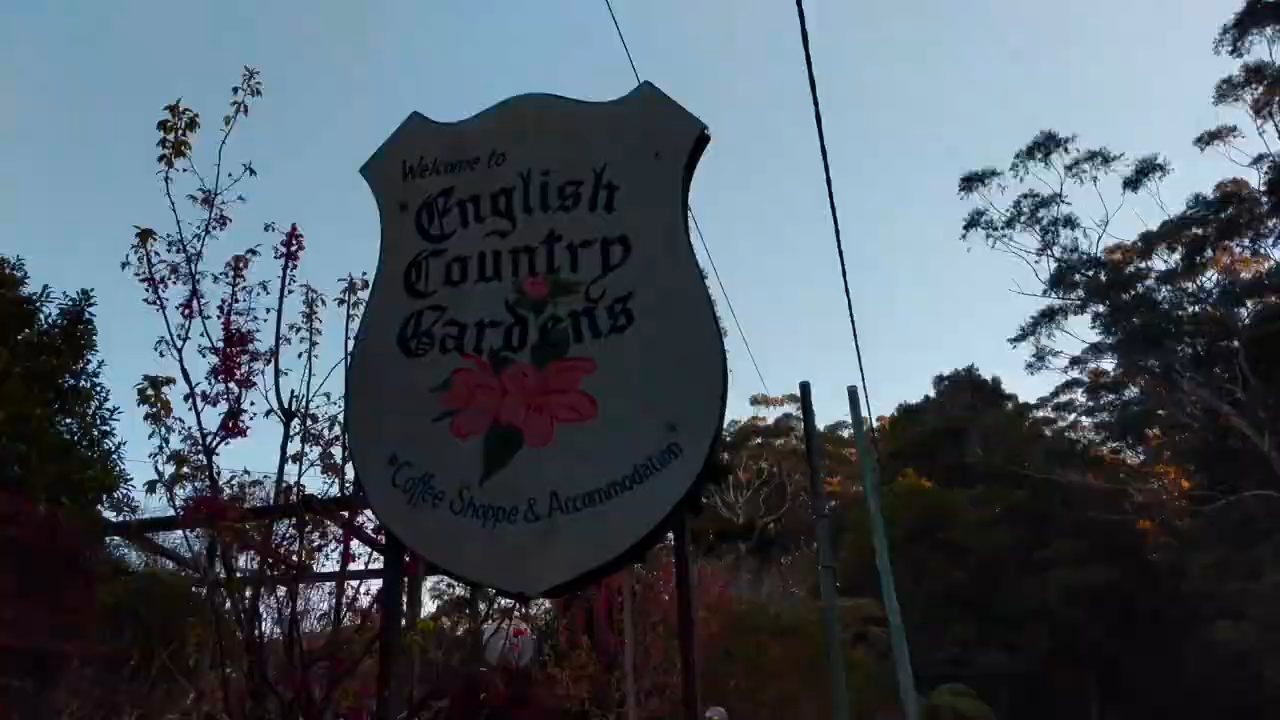 Welcome to
English
Country
Gardens
"Coffee Shoppe & Accommodation"